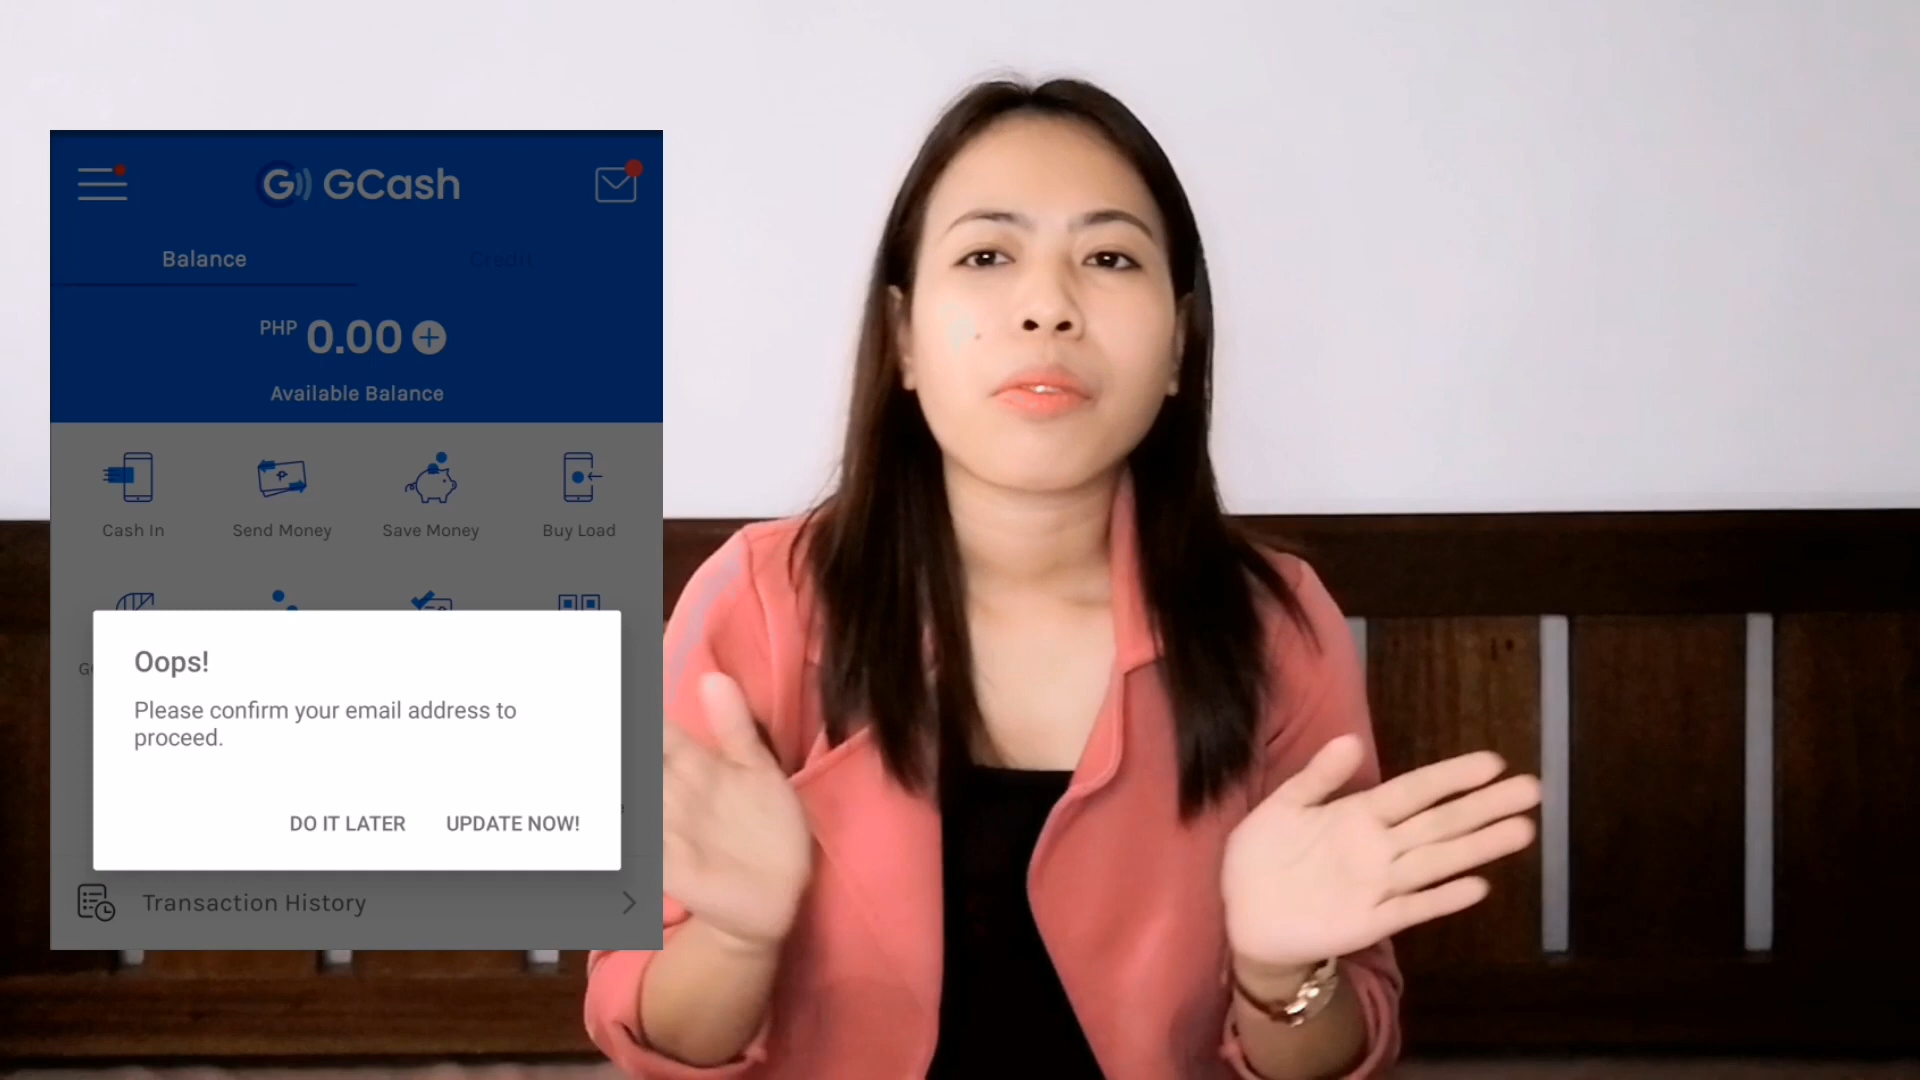 G)) GCash
Balance
Credit
PHP 0.00 +
Available Balance
Cash In
Send Money
Save Money
Buy Load
Oops!
Please confirm your email address to
proceed.
DO IT LATER
UPDATE NOW!
Transaction History